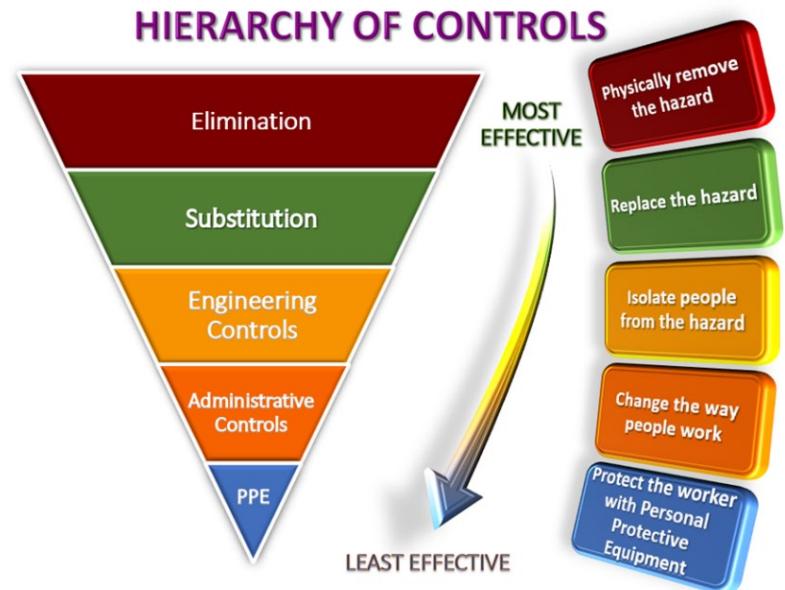 HIERARCHY OF CONTROLS
Elimination
Substitution
Engineering
Controls
Administrative
Controls
PPE
MOST
EFFECTIVE
LEAST EFFECTIVE
Physically remove
the hazard
Replace the hazard
Isolate people
from the hazard
Change the way
people work
Protect the worker
with Personal
Protective
Equipment